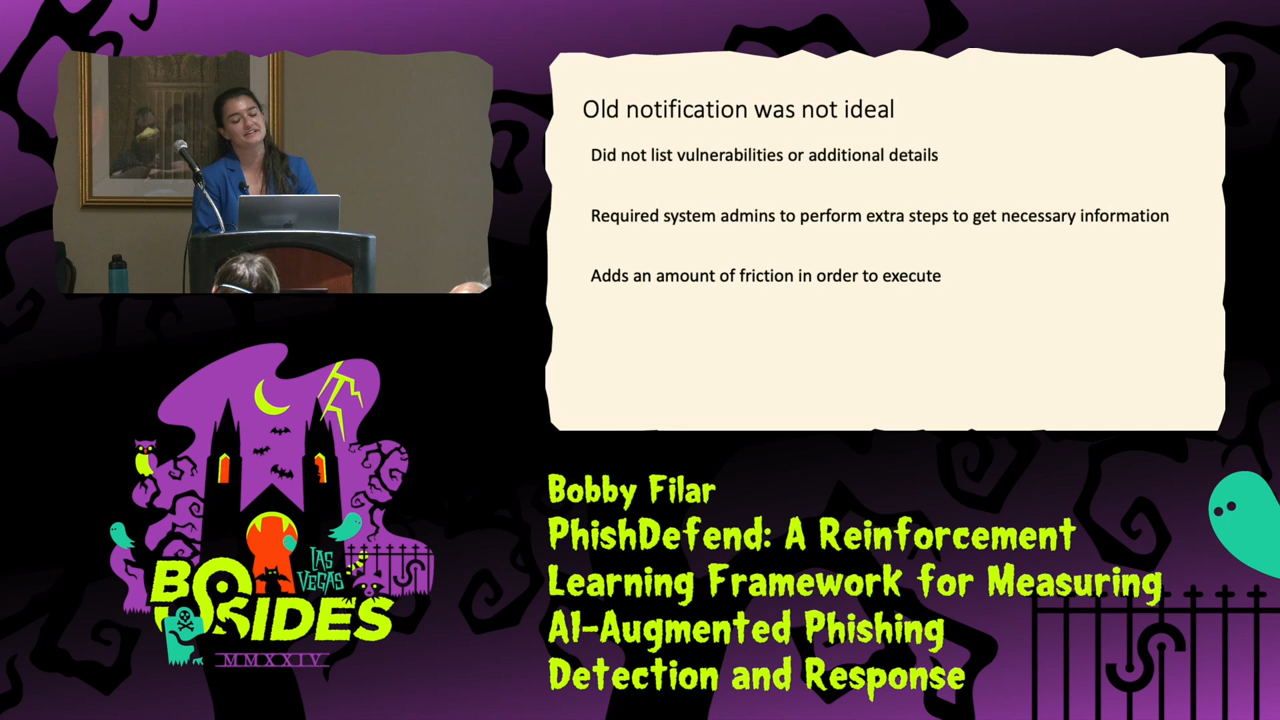 Old notification was not ideal
Did not list vulnerabilities or additional details
Required system admins to perform extra steps to get necessary information
Adds an amount of friction in order to execute
LAS
VEGAS
BSIDES
MMXXIV
Bobby Filar
PhishDefend: A Reinforcement
Learning Framework for Measuring
AI-Augmented Phishing
Detection and Response